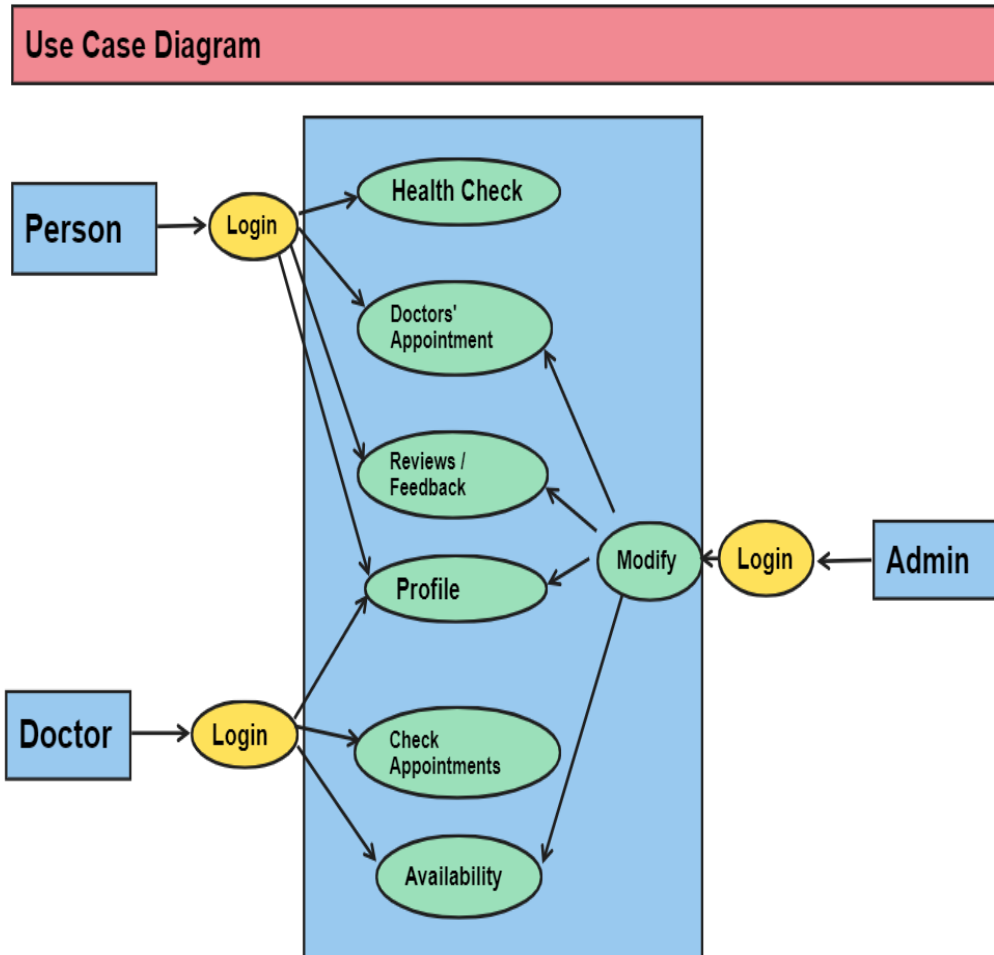 Use Case Diagram
Person
Login
Health Check
Doctors'
Appointment
Reviews /
Feedback
Profile
Modify
Login
Admin
Doctor
Login
Check
Appointments
Availability